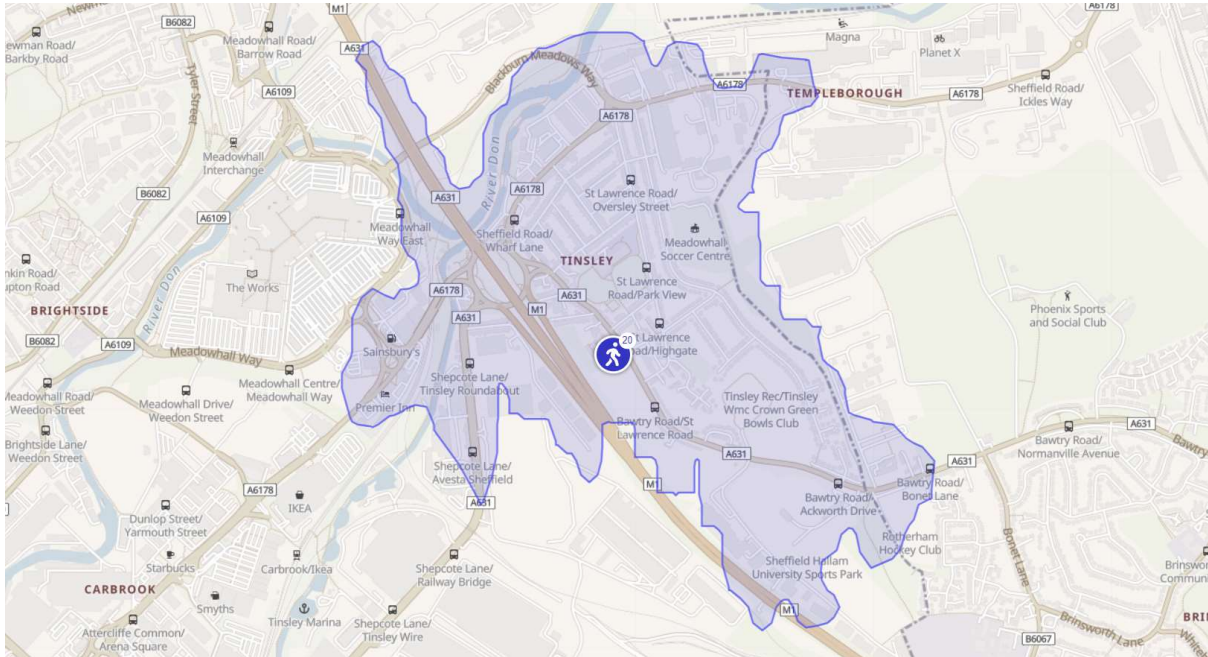 M1
A6178
B6082
Meadowhall Road/
Barrow Road
A631
Magna
Newman Road/
Barkby Road
Planet X
Tyler Street
Blackburn Meadows Way
A6109
A6178
TEMPLEBOROUGH
A6178
Sheffield Road/
Ickles Way
A6178
Meadowhall
Interchange
River Don
B6082
A631
A6178
St Lawrence Road/
Oversley Street
A6109
Meadowhall
Way East
Sheffield Road/
Wharf Lane
Meadowhall
Soccer Centre
TINSLEY
The Works
St Lawrence
Road/Park View
River Don
A6178
A631
M1
A631
BRIGHTSIDE
Phoenix Sports
and Social Club
B6082
A6109
Meadowhall Way
Sainsbury's
20
St Lawrence
Road/Highgate
Meadowhall Centre/
Meadowhall Way
Shepcote Lane/
Tinsley Roundabout
Meadowhall Road/
Weedon Street
Meadowhall Drive/
Weedon Street
Premier Inn
Tinsley Rec/Tinsley
Wmc Crown Green
Bowls Club
Bawtry Road/St
Lawrence Road
Brightside Lane/
Weedon Street
Bawtry Road/
Normanville Avenue
A631
Bawtry
A631
A631
Shepcote Lane/
Avesta Sheffield
Bawtry Road/
Bonet Lane
A6178
IKEA
A631
M1
Bawtry Road/
Ackworth Drive
Dunlop Street/
Yarmouth Street
Rotherham
Hockey Club
Bonet Lane
Starbucks
Carbrook/Ikea
Shepcote Lane/
Railway Bridge
Sheffield Hallam
University Sports Park
CARBROOK
Smyths
Tinsley Marina
Shepcote Lane/
Tinsley Wire
M1
Attercliffe Common/
Arena Square
B6067
Brinsworth Lane